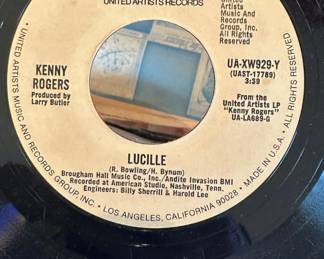 UNITED ARTISTS RECORDS
United
Artists
Music And
Records
Group, Inc.
All Rights
Reserved
KENNY
ROGERS
Produced by
Larry Butler
UA-XW929-Y
(UAST-17789)
3:39
From the
United Artists LP
"Kenny Rogers"
UA-LA689-G
LUCILLE
(R. Bowling/H. Bynum)
Brougham Hall Music Co., Inc./Andite Invasion BMI
Recorded at American Studio, Nashville, Tenn.
Engineers: Billy Sherrill & Harold Lee
• UNITED ARTISTS MUSIC AND RECORDS GROUP, INC. • LOS ANGELES, CALIFORNIA 90028 • MADE IN U.S.A. • ALL RIGHTS RESERVED